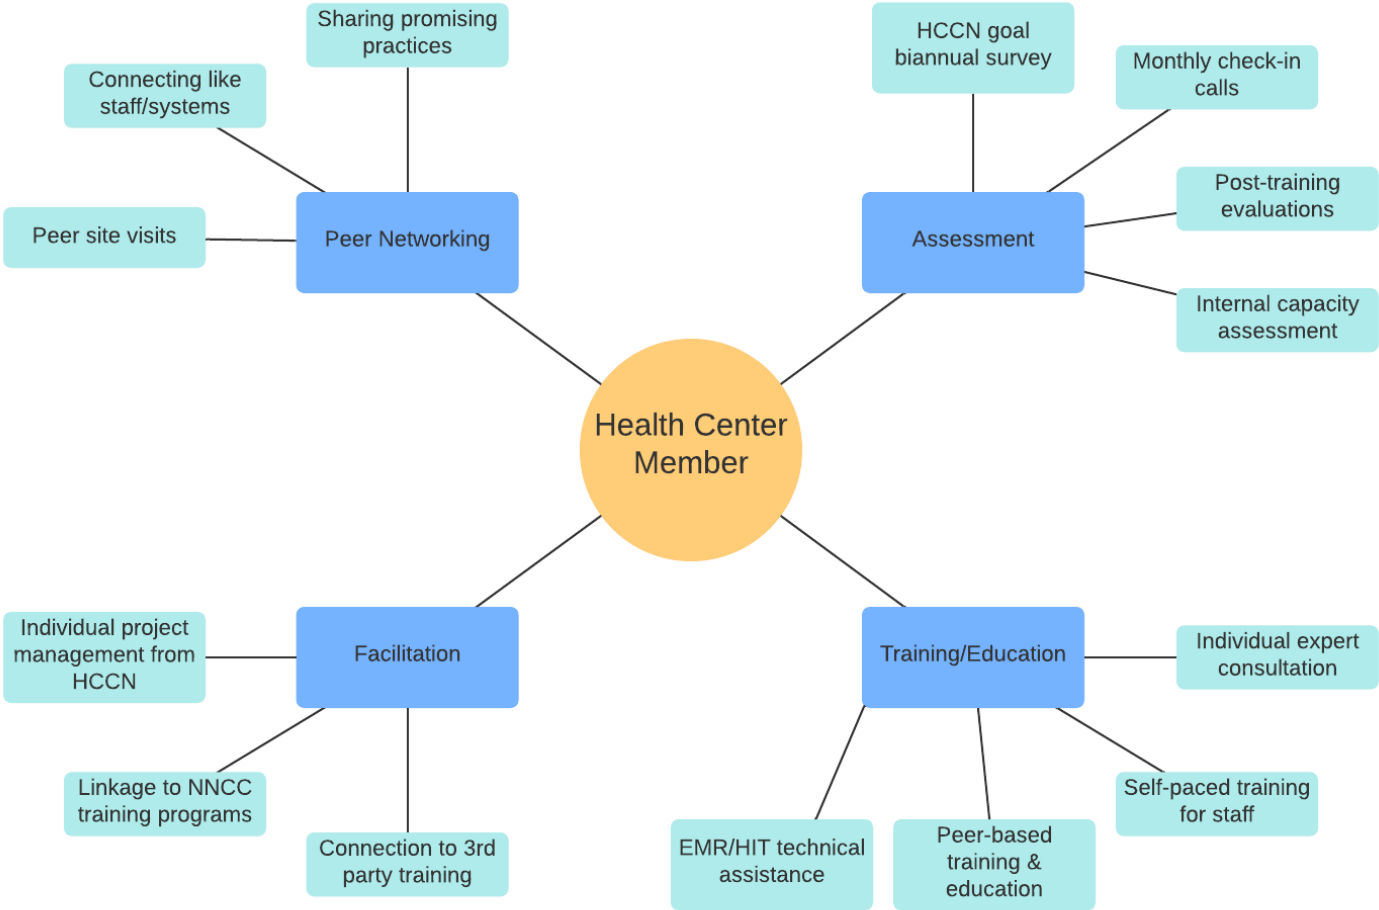 Sharing promising
practices
Connecting like
staff/systems
Peer site visits
Peer Networking
HCCN goal
biannual survey
Monthly check-in
calls
Post-training
evaluations
Assessment
Internal capacity
assessment
Health Center
Member
Individual project
management from
HCCN
Facilitation
Linkage to NNCC
training programs
Connection to 3rd
party training
Training/Education
Individual expert
consultation
Self-paced training
for staff
EMR/HIT technical
assistance
Peer-based
training &
education